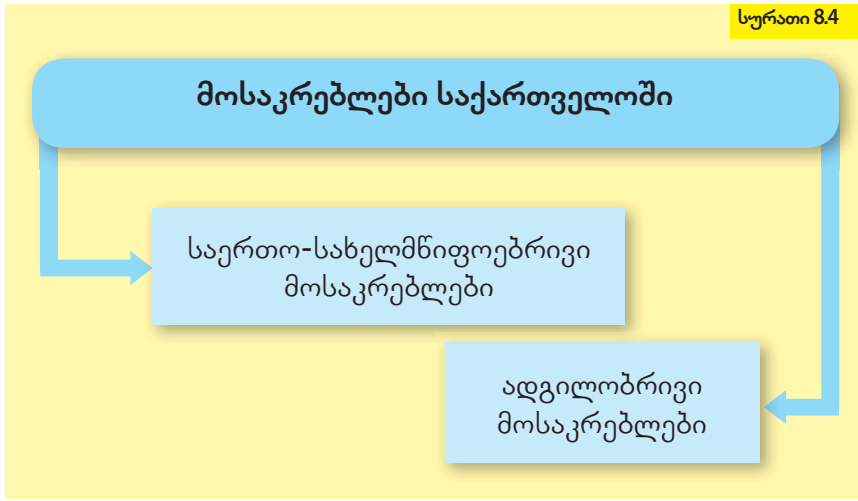 სურათი 8.4
მოსაკრებლები საქართველოში
საერთო-სახელმწიფოებრივი
მოსაკრებლები
ადგილობრივი
მოსაკრებლები